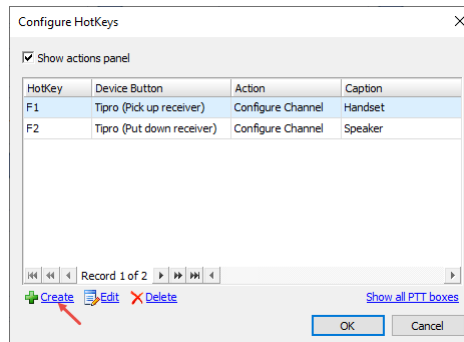 Configure HotKeys
Show actions panel
HotKey Device Button Action Caption
F1 Tipro (Pick up receiver) Configure Channel Handset
F2 Tipro (Put down receiver) Configure Channel Speaker
Record 1 of 2
Create Edit Delete Show all PTT boxes
OK Cancel